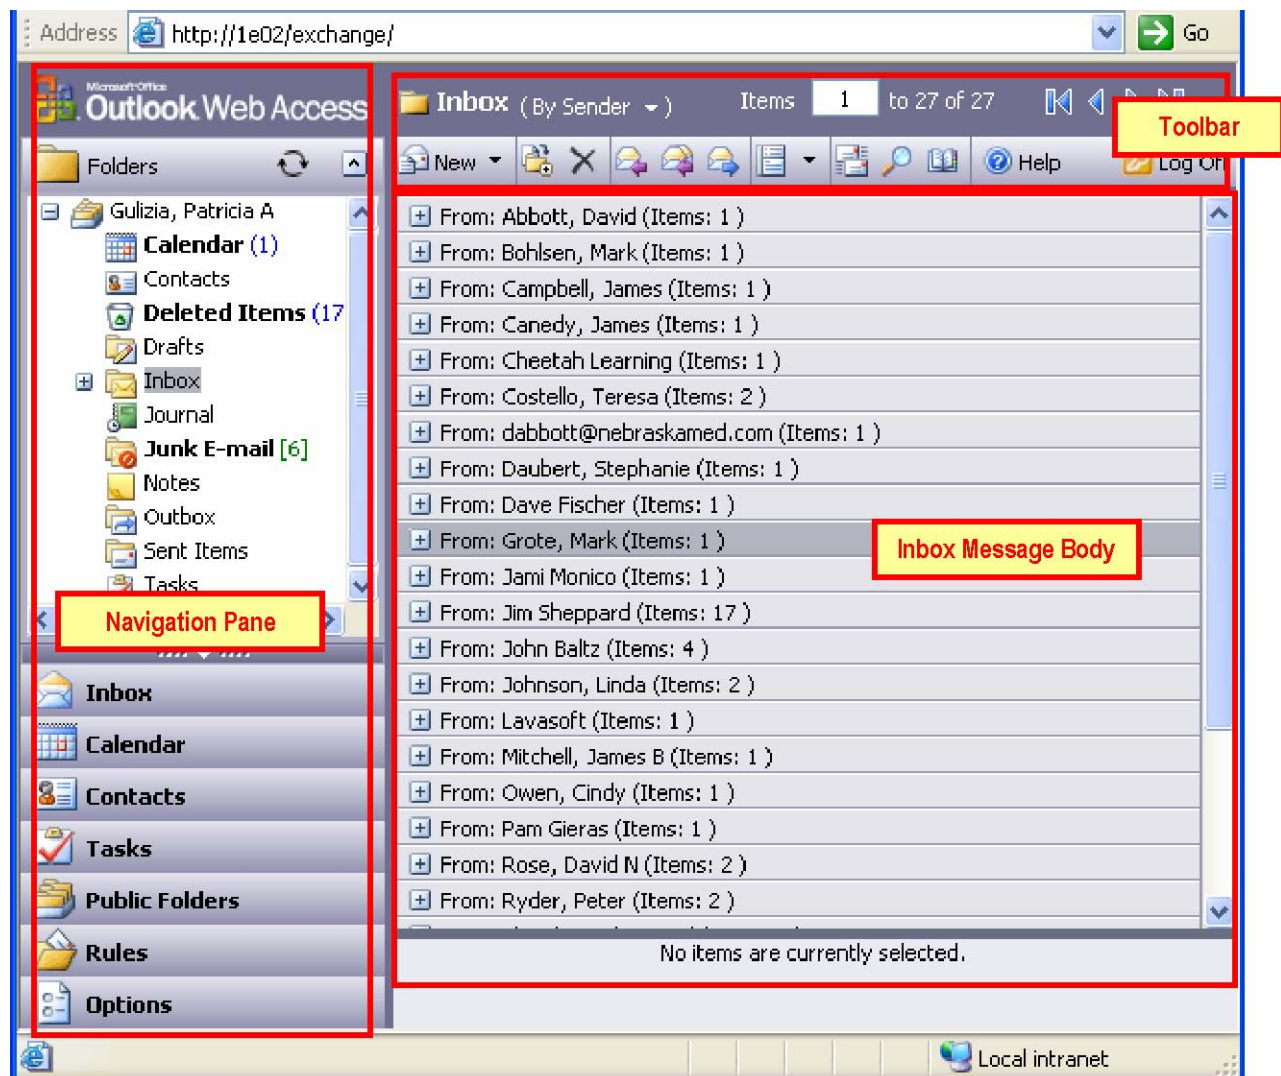 Address http://1e02/exchange/ Go
Microsoft Office
Outlook Web Access
Inbox (By Sender ) Items 1 to 27 of 27
Toolbar
Folders
New Help Log Off
Gulizia, Patricia A
Calendar (1)
Contacts
Deleted Items (17
Drafts
Inbox
Journal
Junk E-mail [6]
Notes
Outbox
Sent Items
Tasks
Navigation Pane
Inbox
Calendar
Contacts
Tasks
Public Folders
Rules
Options
From: Abbott, David (Items: 1 )
From: Bohlsen, Mark (Items: 1 )
From: Campbell, James (Items: 1 )
From: Canedy, James (Items: 1 )
From: Cheetah Learning (Items: 1 )
From: Costello, Teresa (Items: 2 )
From: dabbott@nebraskamed.com (Items: 1 )
From: Daubert, Stephanie (Items: 1 )
From: Dave Fischer (Items: 1 )
From: Grote, Mark (Items: 1 )
Inbox Message Body
From: Jami Monico (Items: 1 )
From: Jim Sheppard (Items: 17 )
From: John Baltz (Items: 4 )
From: Johnson, Linda (Items: 2 )
From: Lavasoft (Items: 1 )
From: Mitchell, James B (Items: 1 )
From: Owen, Cindy (Items: 1 )
From: Pam Gieras (Items: 1 )
From: Rose, David N (Items: 2 )
From: Ryder, Peter (Items: 2 )
No items are currently selected.
Local intranet